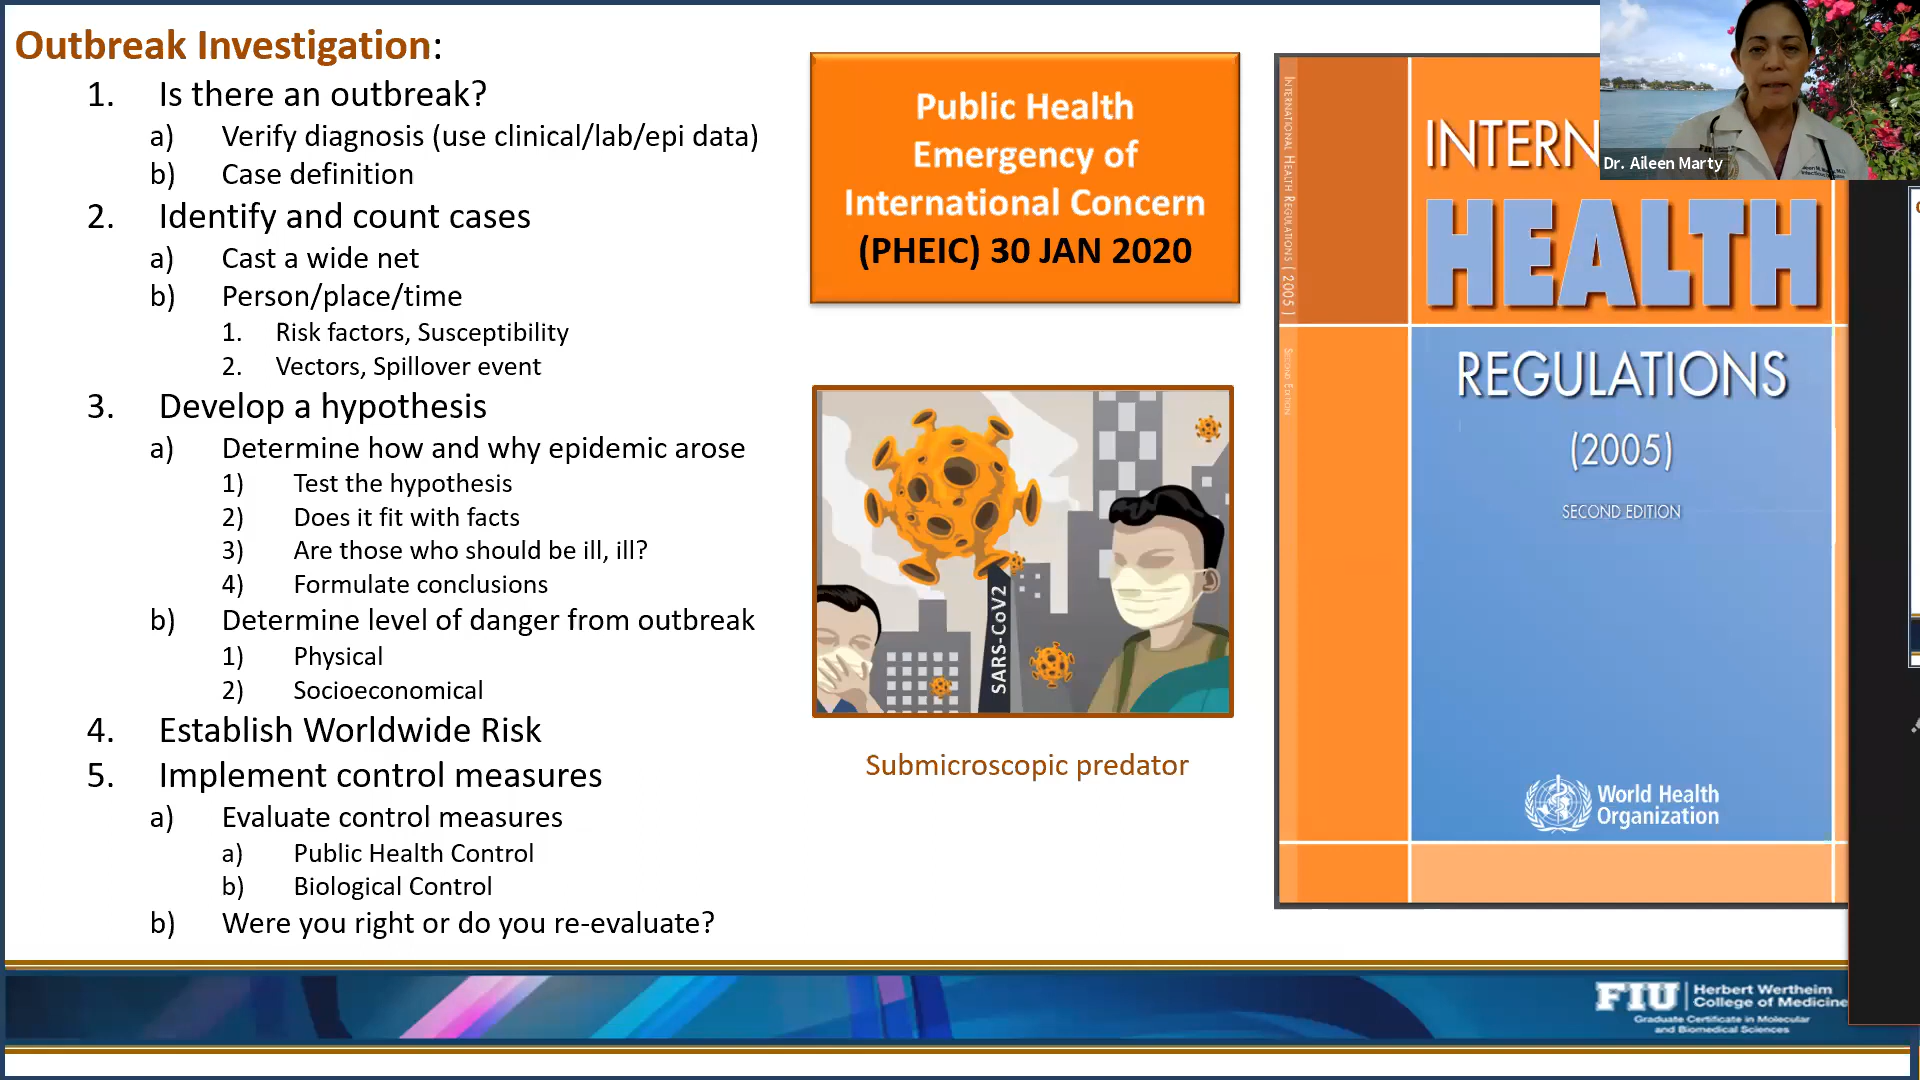 Outbreak Investigation:
1. Is there an outbreak?
a) Verify diagnosis (use clinical/lab/epi data)
b) Case definition
2. Identify and count cases
a) Cast a wide net
b) Person/place/time
1. Risk factors, Susceptibility
2. Vectors, Spillover event
3. Develop a hypothesis
a) Determine how and why epidemic arose
1) Test the hypothesis
2) Does it fit with facts
3) Are those who should be ill, ill?
4) Formulate conclusions
b) Determine level of danger from outbreak
1) Physical
2) Socioeconomical
4. Establish Worldwide Risk
5. Implement control measures
a) Evaluate control measures
a) Public Health Control
b) Biological Control
b) Were you right or do you re-evaluate?
Public Health
Emergency of
International Concern
(PHEIC) 30 JAN 2020
SARS-CoV2
Submicroscopic predator
INTERNATIONAL HEALTH REGULATIONS (2005)
SECOND EDITION
INTERN
HEALTH
REGULATIONS
(2005)
SECOND EDITION
World Health
Organization
Dr. Aileen Marty
FIU
Herbert Wertheim
College of Medicine
Graduate Certificate in Molecular
and Biomedical Sciences